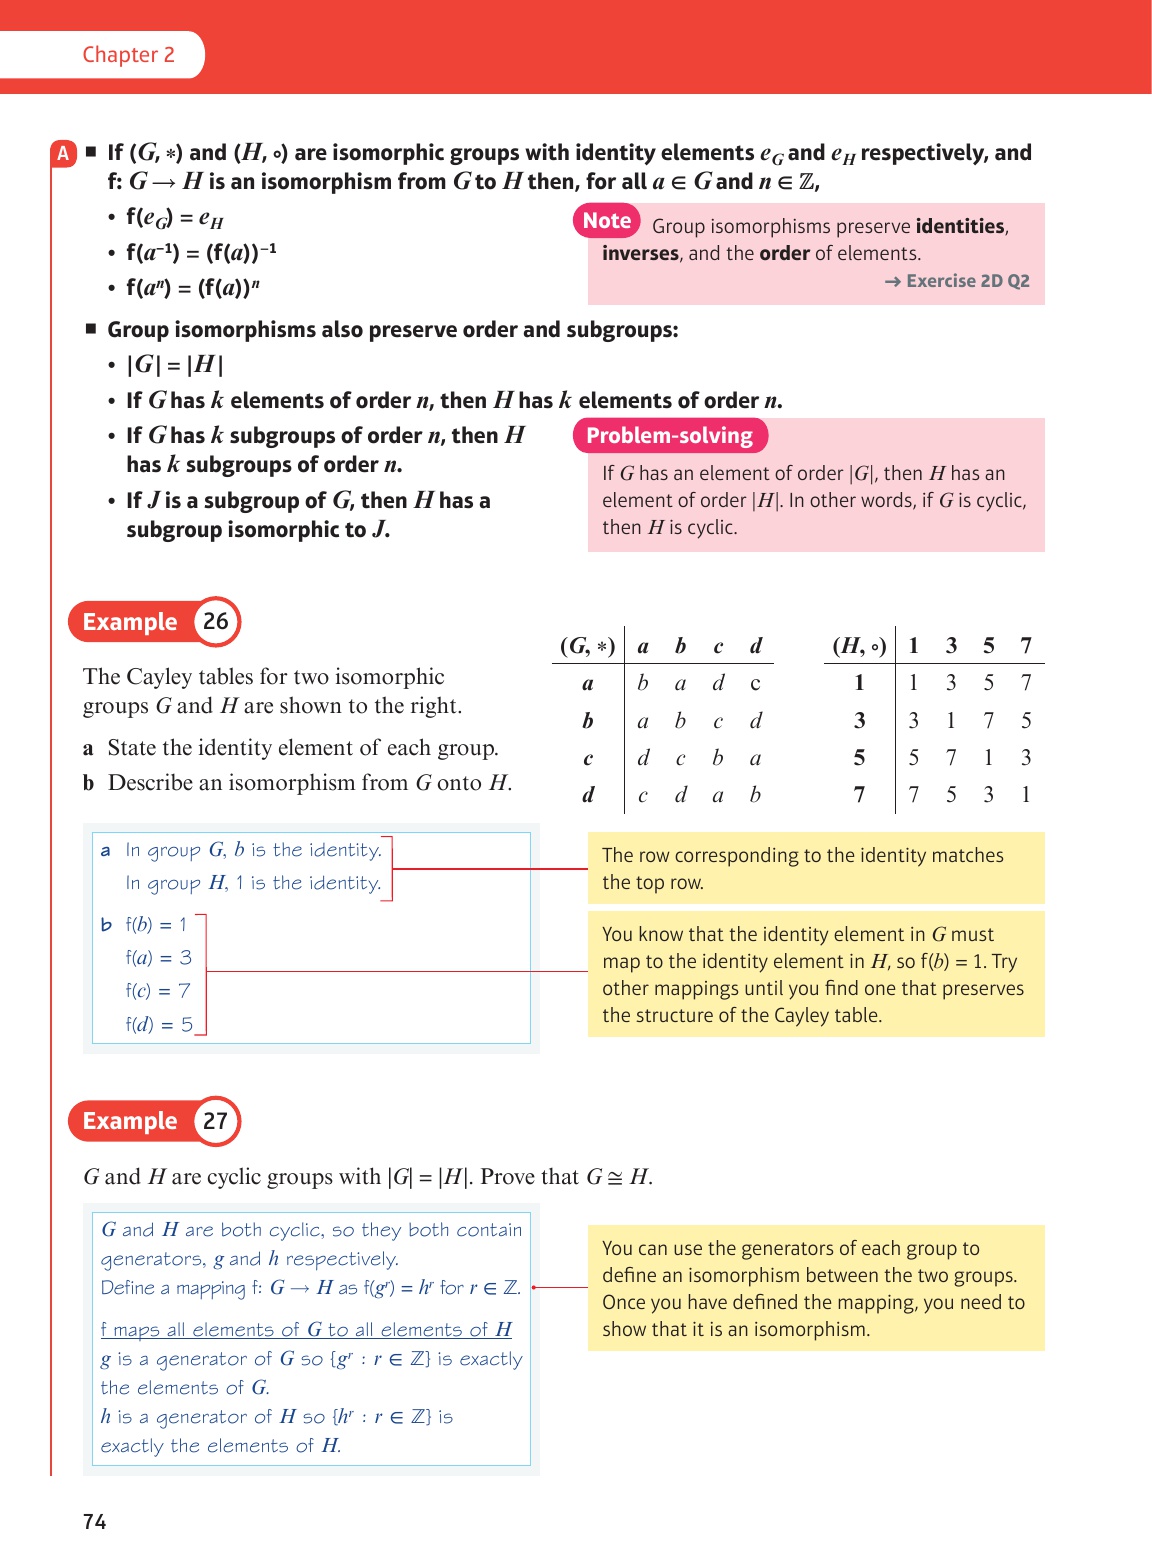 Chapter 2
A
■ If (G, *) and (H, ∘) are isomorphic groups with identity elements e_G and e_H respectively, and
f: G → H is an isomorphism from G to H then, for all a ∈ G and n ∈ ℤ,
• f(e_G) = e_H
• f(a⁻¹) = (f(a))⁻¹
• f(aⁿ) = (f(a))ⁿ
Note Group isomorphisms preserve identities,
inverses, and the order of elements.
→ Exercise 2D Q2
■ Group isomorphisms also preserve order and subgroups:
• |G| = |H|
• If G has k elements of order n, then H has k elements of order n.
• If G has k subgroups of order n, then H
has k subgroups of order n.
• If J is a subgroup of G, then H has a
subgroup isomorphic to J.
Problem-solving
If G has an element of order |G|, then H has an
element of order |H|. In other words, if G is cyclic,
then H is cyclic.
Example 26
The Cayley tables for two isomorphic
groups G and H are shown to the right.
a State the identity element of each group.
b Describe an isomorphism from G onto H.
(G, *) a b c d
a b a d c
b a b c d
c d c b a
d c d a b
(H, ∘) 1 3 5 7
1 1 3 5 7
3 3 1 7 5
5 5 7 1 3
7 7 5 3 1
a In group G, b is the identity.
In group H, 1 is the identity.
b f(b) = 1
f(a) = 3
f(c) = 7
f(d) = 5
The row corresponding to the identity matches
the top row.
You know that the identity element in G must
map to the identity element in H, so f(b) = 1. Try
other mappings until you find one that preserves
the structure of the Cayley table.
Example 27
G and H are cyclic groups with |G| = |H|. Prove that G ≅ H.
G and H are both cyclic, so they both contain
generators, g and h respectively.
Define a mapping f: G → H as f(gʳ) = hʳ for r ∈ ℤ.
f maps all elements of G to all elements of H
g is a generator of G so {gʳ : r ∈ ℤ} is exactly
the elements of G.
h is a generator of H so {hʳ : r ∈ ℤ} is
exactly the elements of H.
You can use the generators of each group to
define an isomorphism between the two groups.
Once you have defined the mapping, you need to
show that it is an isomorphism.
74